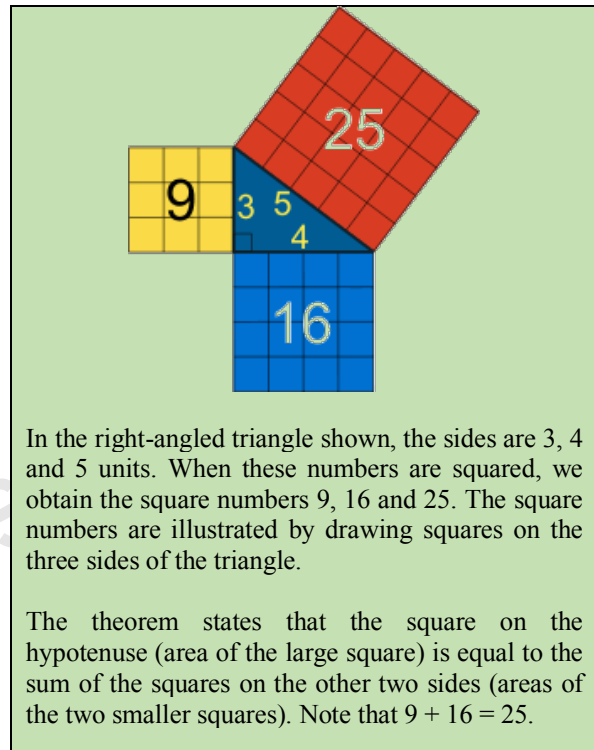 25
9
3
5
4
16
In the right-angled triangle shown, the sides are 3, 4
and 5 units. When these numbers are squared, we
obtain the square numbers 9, 16 and 25. The square
numbers are illustrated by drawing squares on the
three sides of the triangle.
The theorem states that the square on the
hypotenuse (area of the large square) is equal to the
sum of the squares on the other two sides (areas of
the two smaller squares). Note that 9 + 16 = 25.